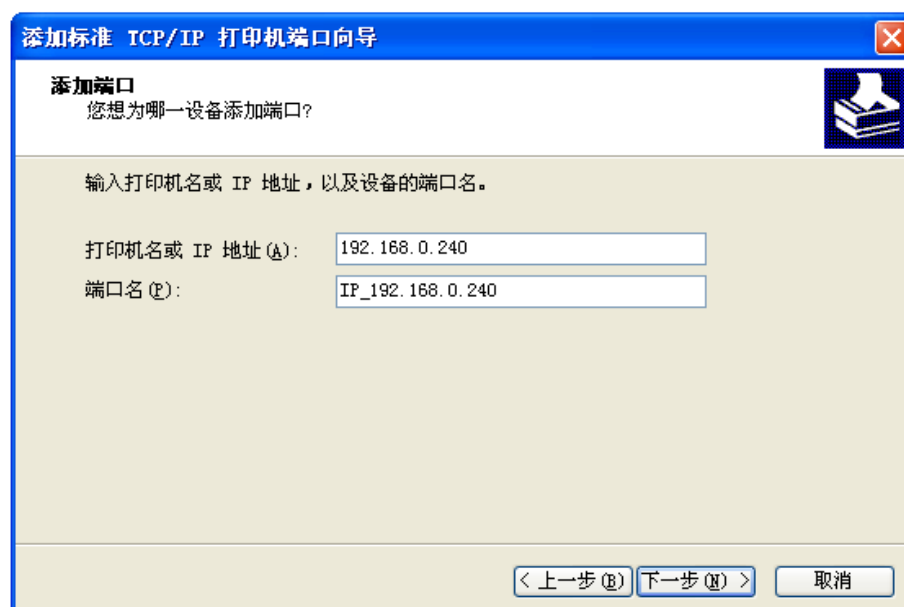 添加标准 TCP/IP 打印机端口向导
添加端口
您想为哪一设备添加端口?
输入打印机名或 IP 地址，以及设备的端口名。
打印机名或 IP 地址(A): 192.168.0.240
端口名(P): IP_192.168.0.240
< 上一步(B) 下一步(N) > 取消